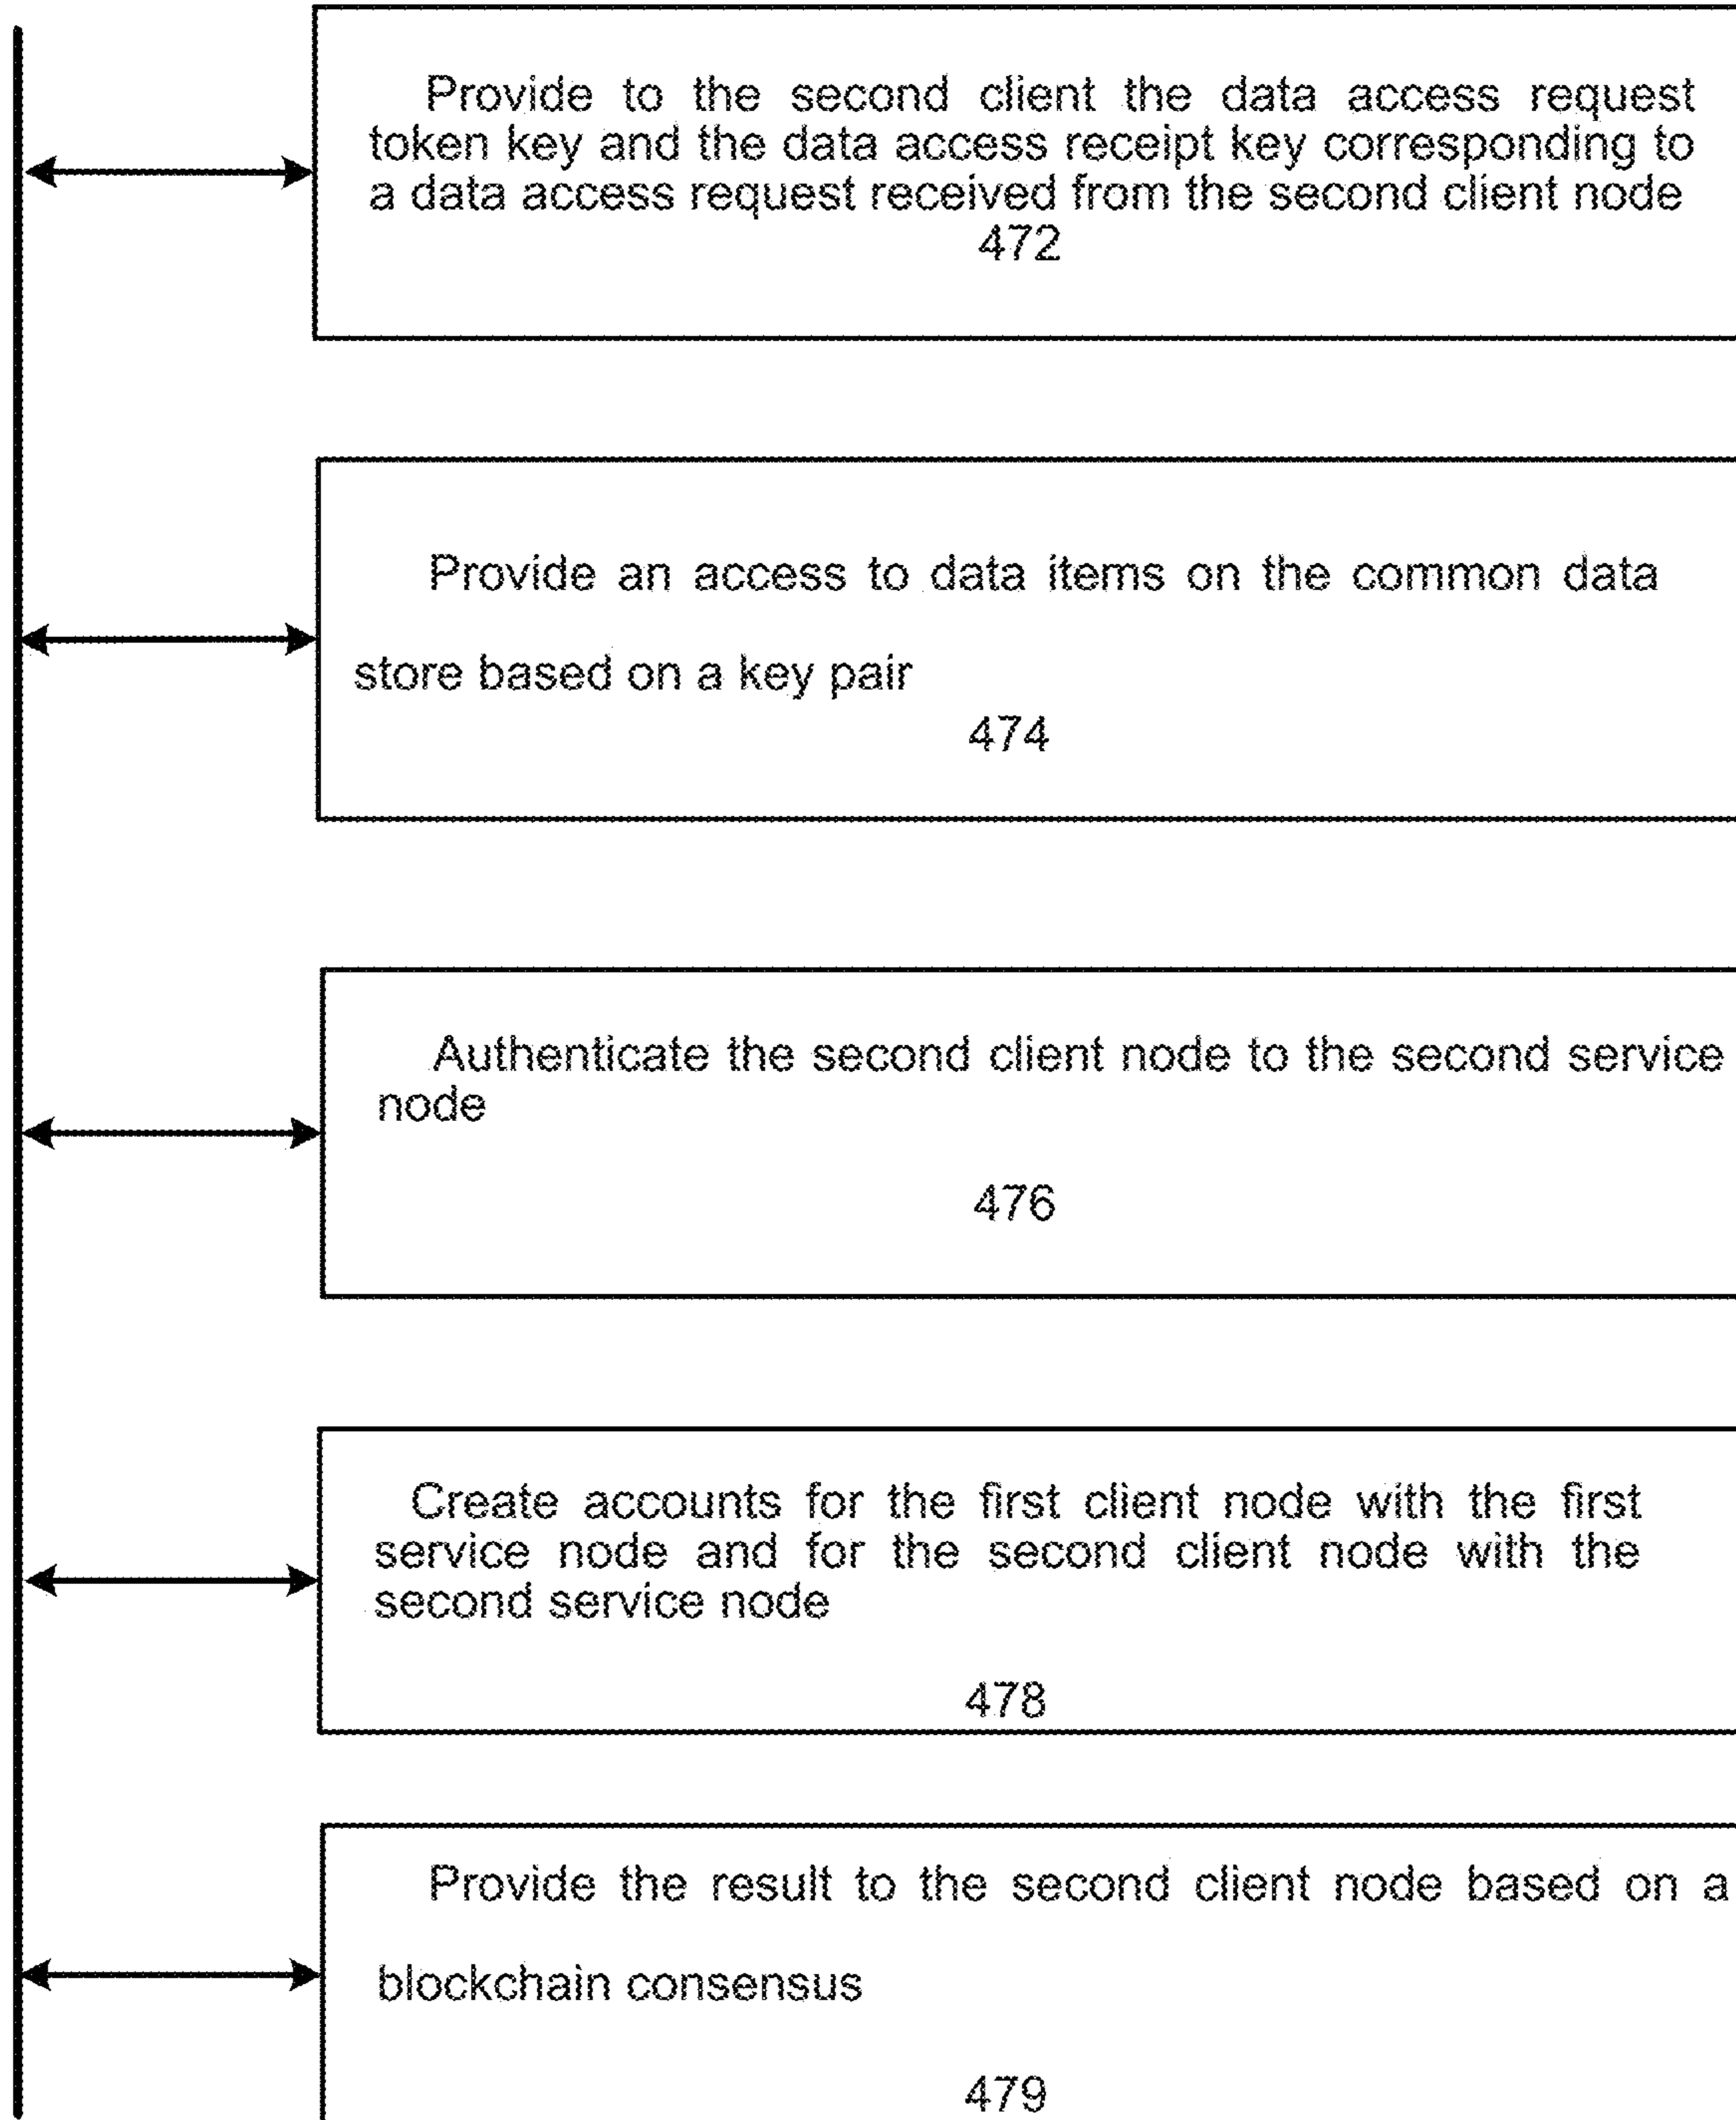 Provide to the second client the data access request
token key and the data access receipt key corresponding to
a data access request received from the second client node
472
Provide an access to data items on the common data
store based on a key pair
474
Authenticate the second client node to the second service
node
476
Create accounts for the first client node with the first
service node and for the second client node with the
second service node
478
Provide the result to the second client node based on a
blockchain consensus
479